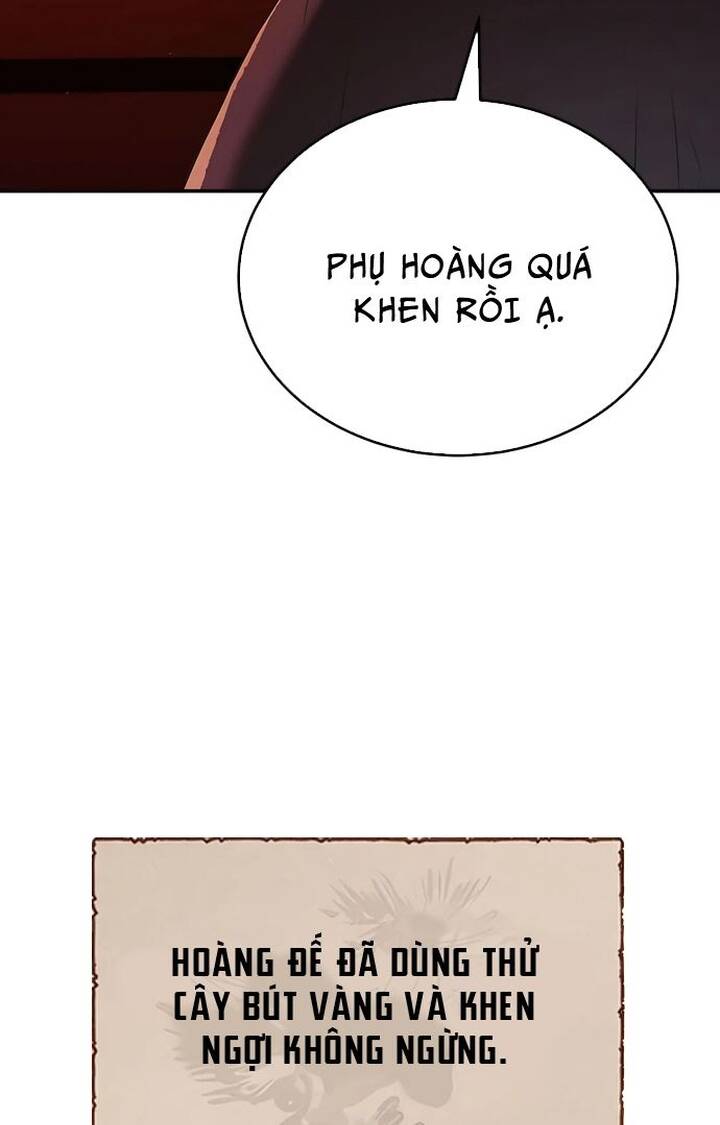 PHỤ HOÀNG QUÁ
KHEN RỒI Ạ.
HOÀNG ĐẾ ĐÃ DÙNG THỬ
CÂY BÚT VÀNG VÀ KHEN
NGỢI KHÔNG NGỪNG.